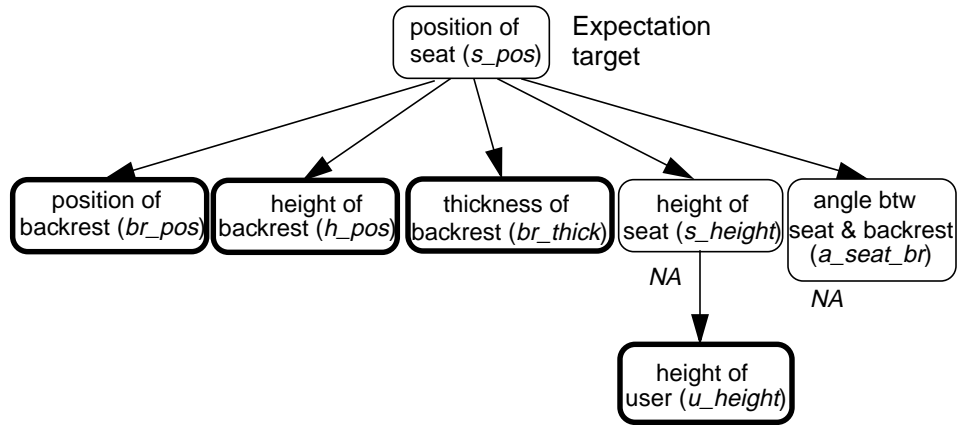 position of
seat (s_pos)
Expectation
target
position of
backrest (br_pos)
height of
backrest (h_pos)
thickness of
backrest (br_thick)
height of
seat (s_height)
angle btw
seat & backrest
(a_seat_br)
NA
NA
height of
user (u_height)